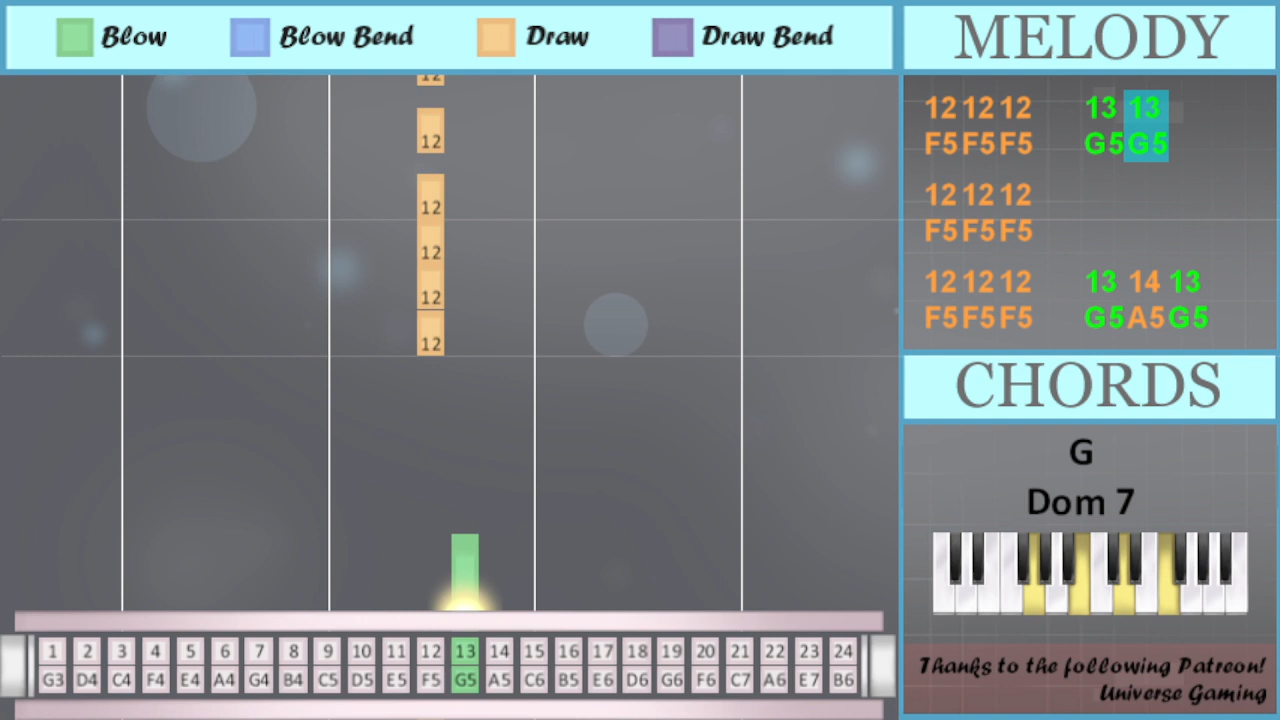 Blow Blow Bend Draw Draw Bend
MELODY
12 12 12 13 13
F5 F5 F5 G5 G5
12 12 12
F5 F5 F5
12 12 12 13 14 13
F5 F5 F5 G5 A5 G5
CHORDS
G
Dom 7
Thanks to the following Patreon!
Universe Gaming
12
12
12
12
12
12
1 2 3 4 5 6 7 8 9 10 11 12 13 14 15 16 17 18 19 20 21 22 23 24
G3 D4 C4 F4 E4 A4 G4 B4 C5 D5 E5 F5 G5 A5 C6 B5 E6 D6 G6 F6 C7 A6 E7 B6